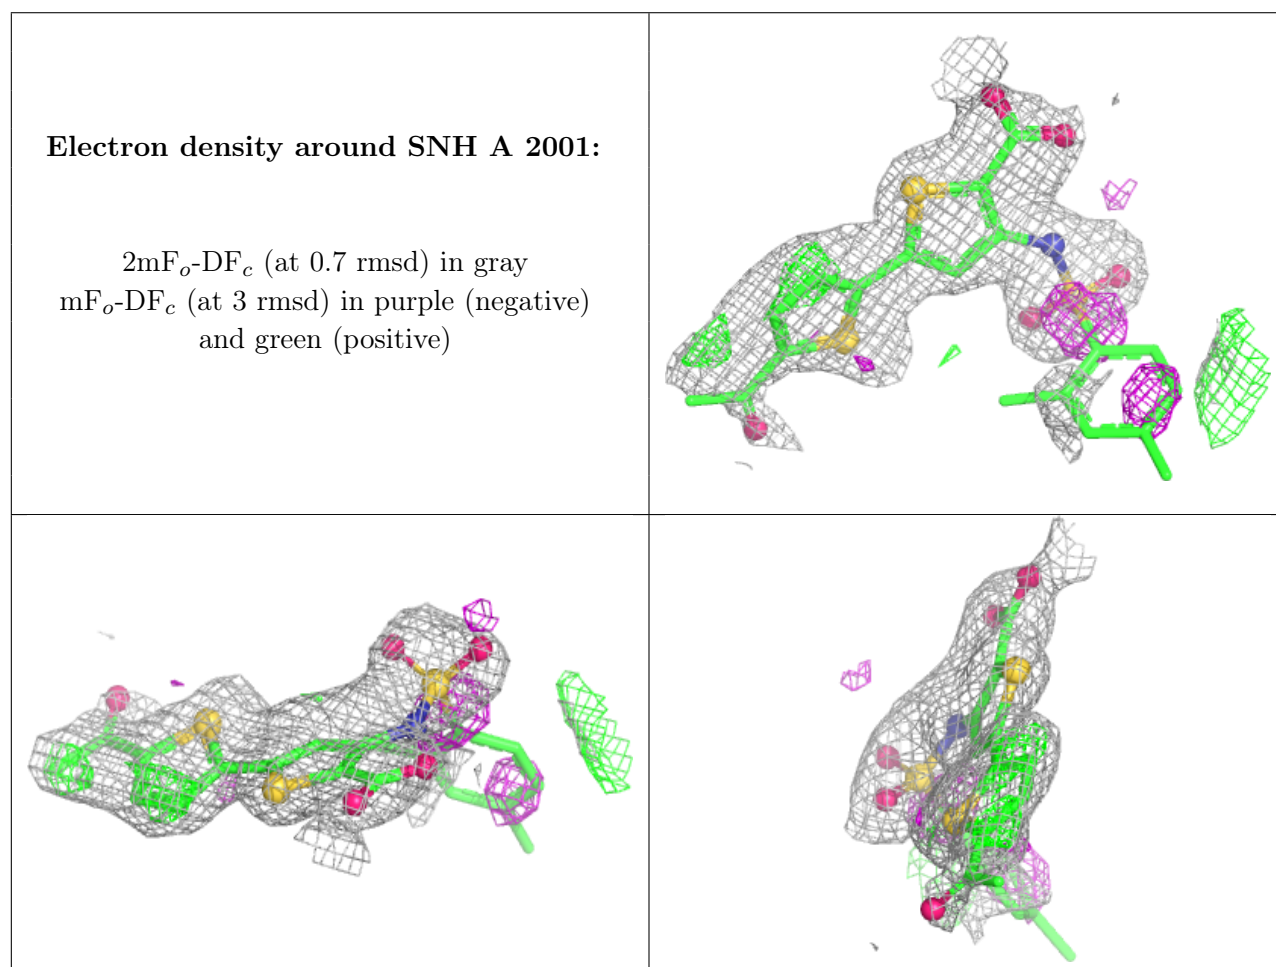 Electron density around SNH A 2001:
2mFo-DFc (at 0.7 rmsd) in gray
mFo-DFc (at 3 rmsd) in purple (negative)
and green (positive)